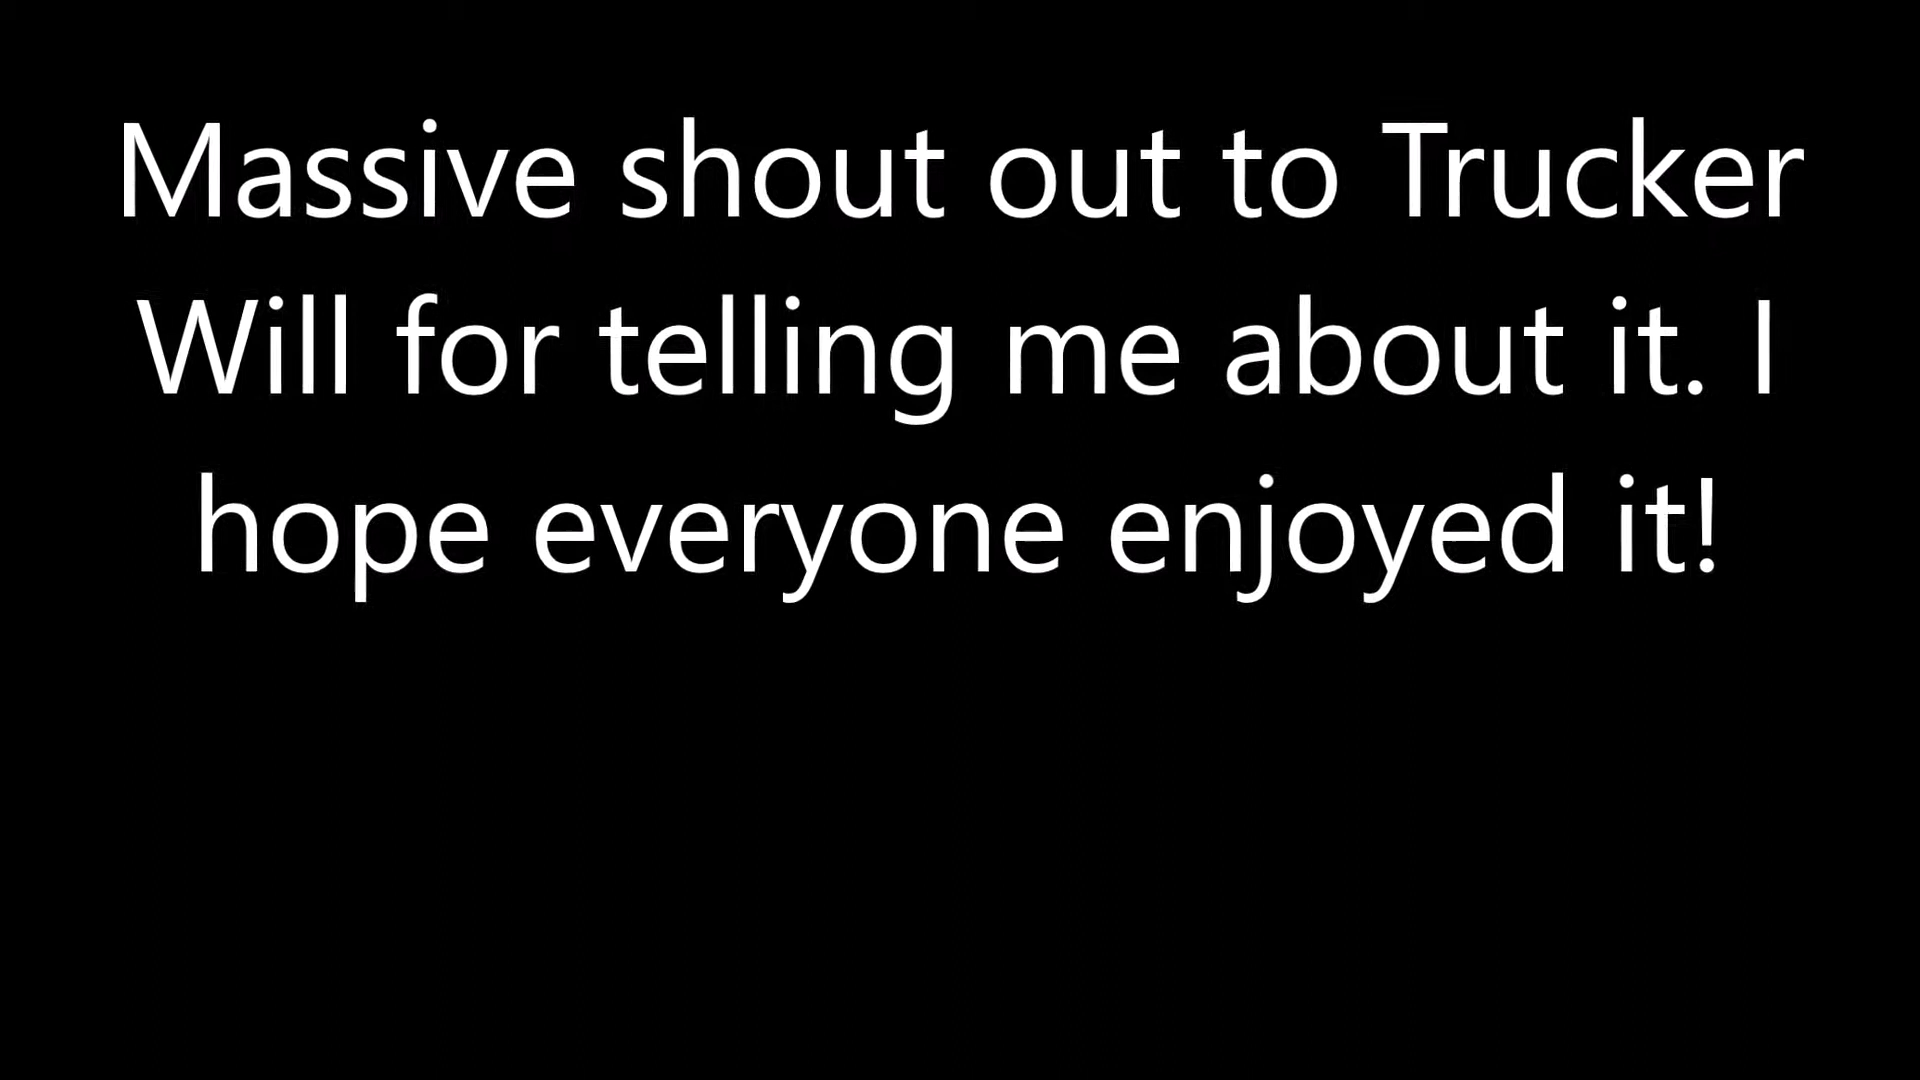 Massive shout out to Trucker
Will for telling me about it. I
hope everyone enjoyed it!